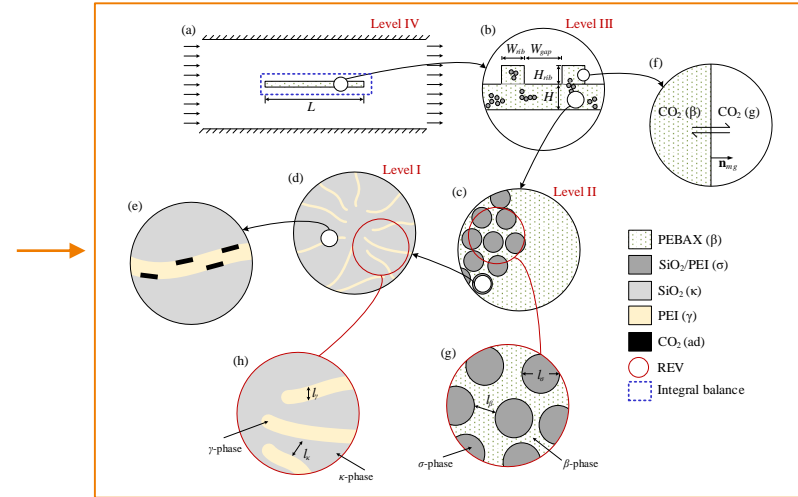 (a)
Level IV
L
(b)
Level III
W_rib
W_gap
H_rib
H
(f)
CO₂ (β)
CO₂ (g)
n_mg
(e)
(d)
Level I
(c)
Level II
PEBAX (β)
SiO₂/PEI (σ)
SiO₂ (κ)
PEI (γ)
CO₂ (ad)
REV
Integral balance
(h)
l_γ
γ-phase
l_κ
κ-phase
(g)
l_σ
l_β
σ-phase
β-phase